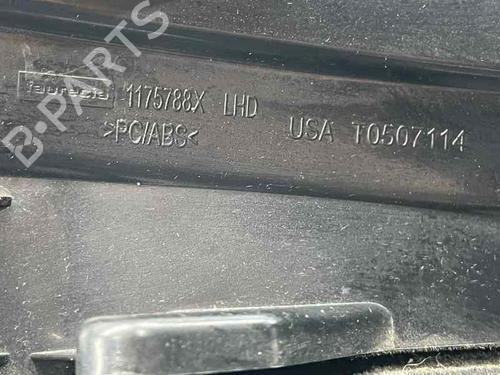 faurecia 1175788X LHD
>PC/ABS< USA T0507114
B-PARTS